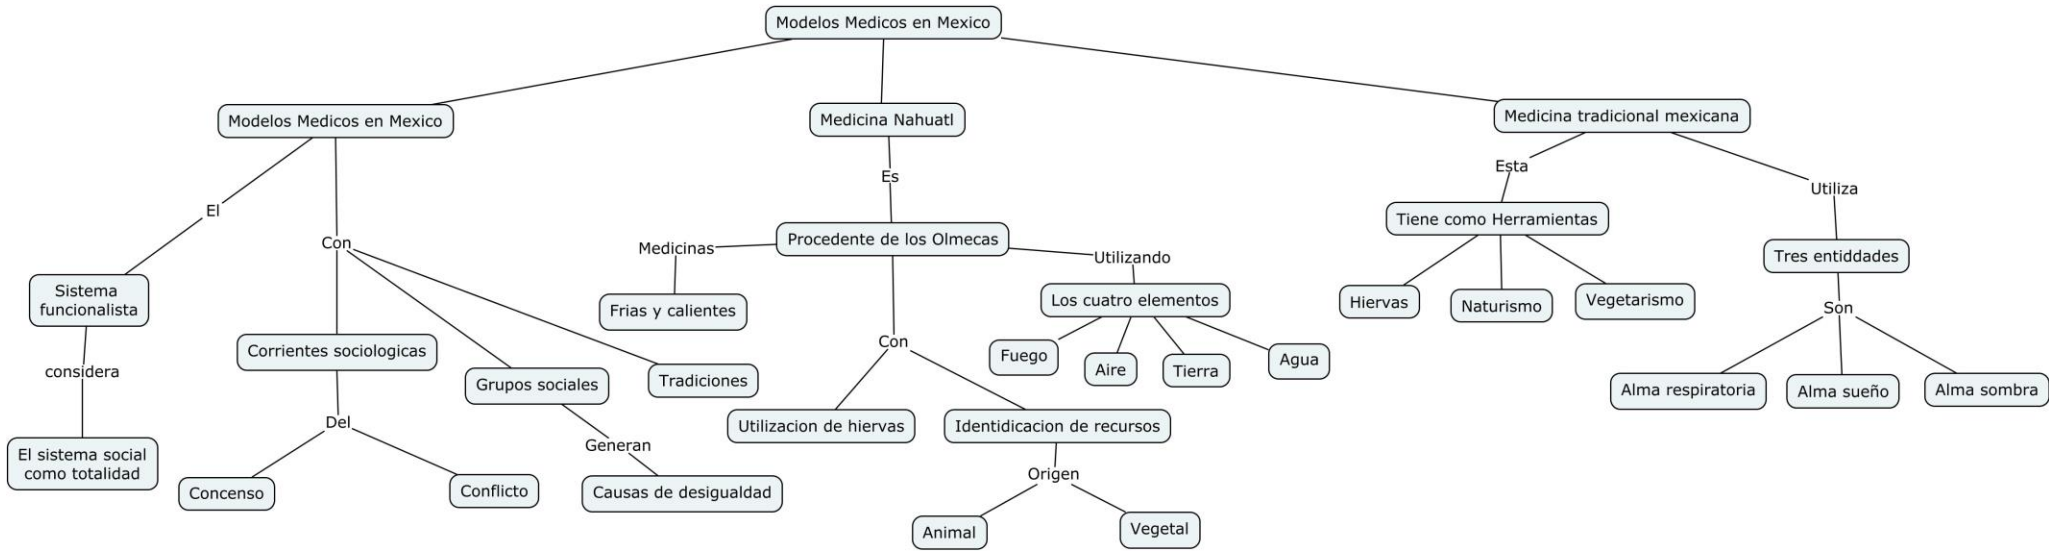 Modelos Medicos en Mexico
Modelos Medicos en Mexico
Medicina Nahuatl
Medicina tradicional mexicana
El
Con
Es
Esta
Utiliza
Sistema
funcionalista
Medicinas
Procedente de los Olmecas
Utilizando
Tiene como Herramientas
Tres entiddades
Frias y calientes
Los cuatro elementos
Hiervas
Naturismo
Vegetarismo
Son
considera
Corrientes sociologicas
Grupos sociales
Tradiciones
Con
Fuego
Aire
Tierra
Agua
Alma respiratoria
Alma sueño
Alma sombra
Del
Generan
Utilizacion de hiervas
Identidicacion de recursos
El sistema social
como totalidad
Concenso
Conflicto
Causas de desigualdad
Origen
Animal
Vegetal